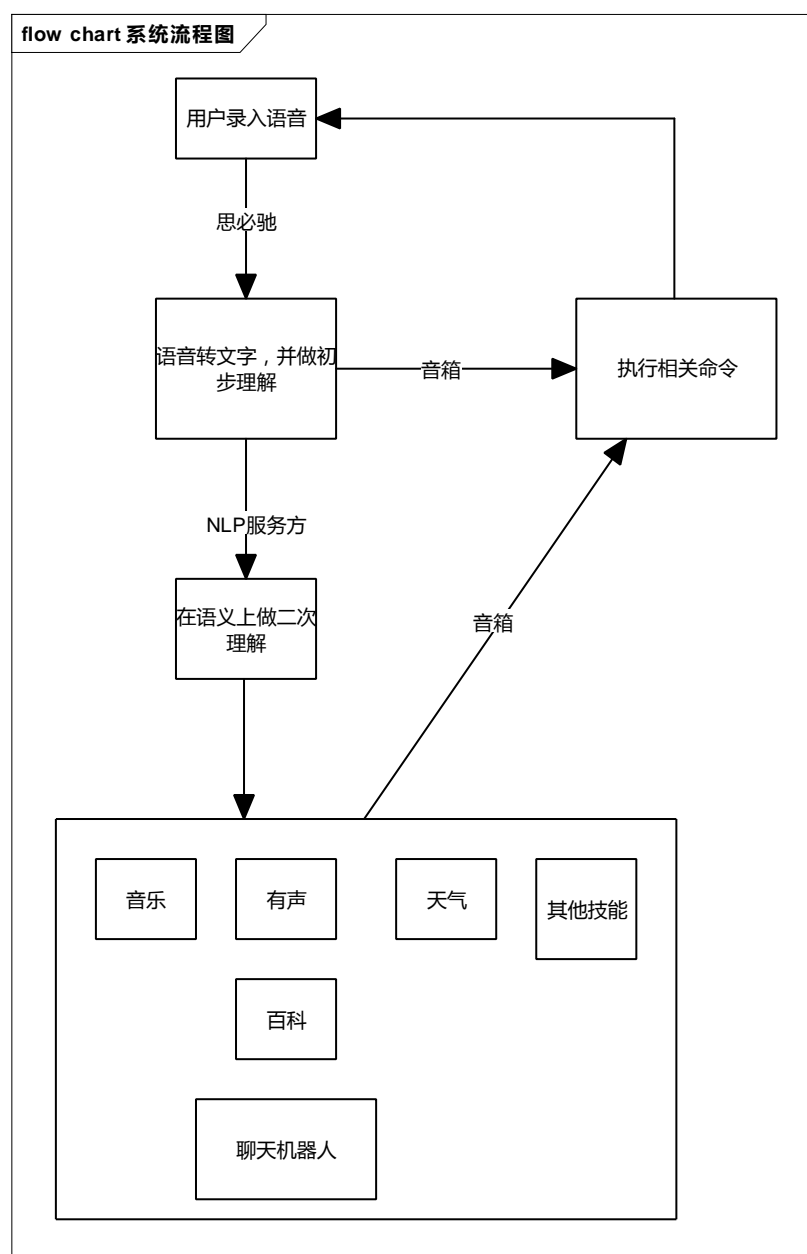 flow chart 系统流程图
用户录入语音
思必驰
语音转文字，并做初
步理解
音箱
执行相关命令
NLP服务方
在语义上做二次
理解
音箱
音乐
有声
天气
其他技能
百科
聊天机器人